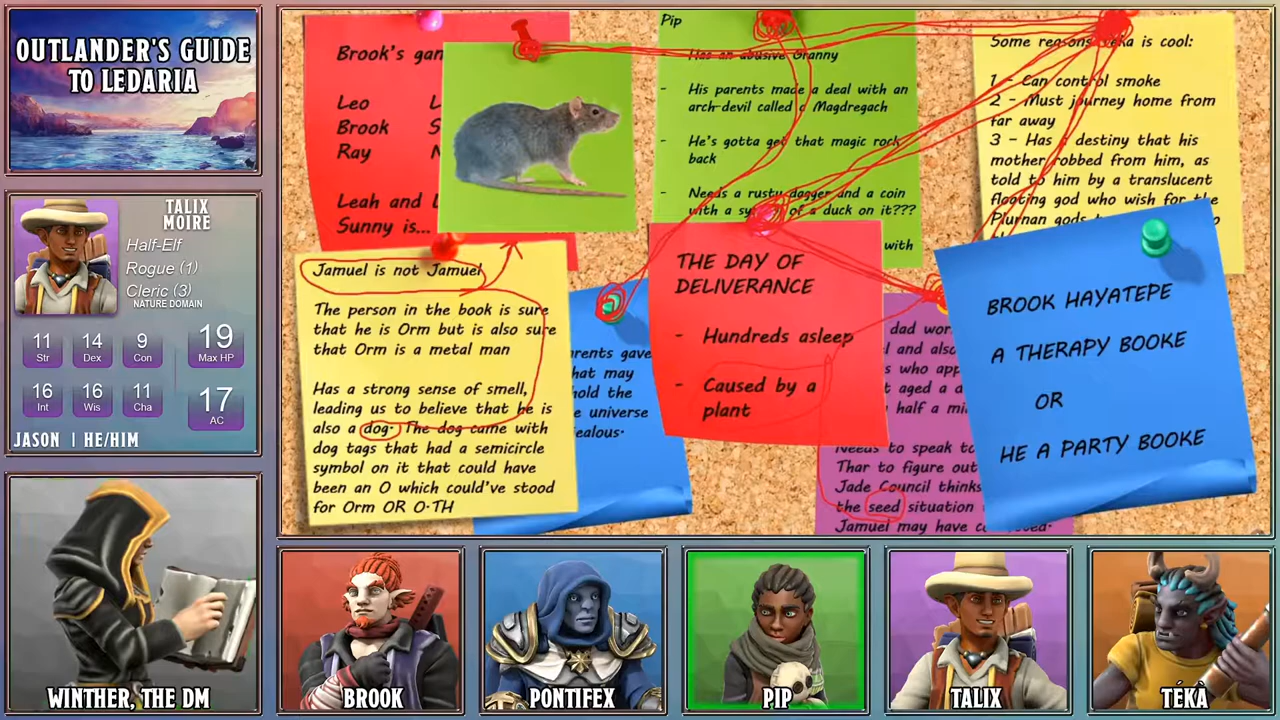 OUTLANDER'S GUIDE
TO LEDARIA
TALIX
MOIRE
Half-Elf
Rogue (1)
Cleric (3)
NATURE DOMAIN
11
Str
14
Dex
9
Con
19
Max HP
16
Int
16
Wis
11
Cha
17
AC
JASON | HE/HIM
WINTHER, THE DM
Brook's gan
Leo L
Brook S
Ray N
Leah and L
Sunny is...
Pip
- Has an abusive Granny
- His parents made a deal with an
arch-devil called a Magdregach
- He's gotta get that magic rock
back
- Needs a rusty dagger and a coin
with a sy of a duck on it???
with
Some reasons Téka is cool:
1 - Can control smoke
2 - Must journey home from
far away
3 - Has a destiny that his
mother robbed from him, as
told to him by a translucent
floating god who wish for the
Plurnan gods
Jamuel is not Jamuel
The person in the book is sure
that he is Orm but is also sure
that Orm is a metal man
Has a strong sense of smell,
leading us to believe that he is
also a dog. The dog came with
dog tags that had a semicircle
symbol on it that could have
been an O which could've stood
for Orm OR O.TH
arents gave
hat may
hold the
e universe
ealous.
THE DAY OF
DELIVERANCE
- Hundreds asleep
- Caused by a
plant
dad wor
l and also
s who app
t aged a d
half a mi
Needs to speak to
Thar to figure out
Jade Council thinks
the seed situation
Jamuel may have c
BROOK HAYATEPE
A THERAPY BOOKE
OR
HE A PARTY BOOKE
BROOK
PONTIFEX
PIP
TALIX
TÉKÀ